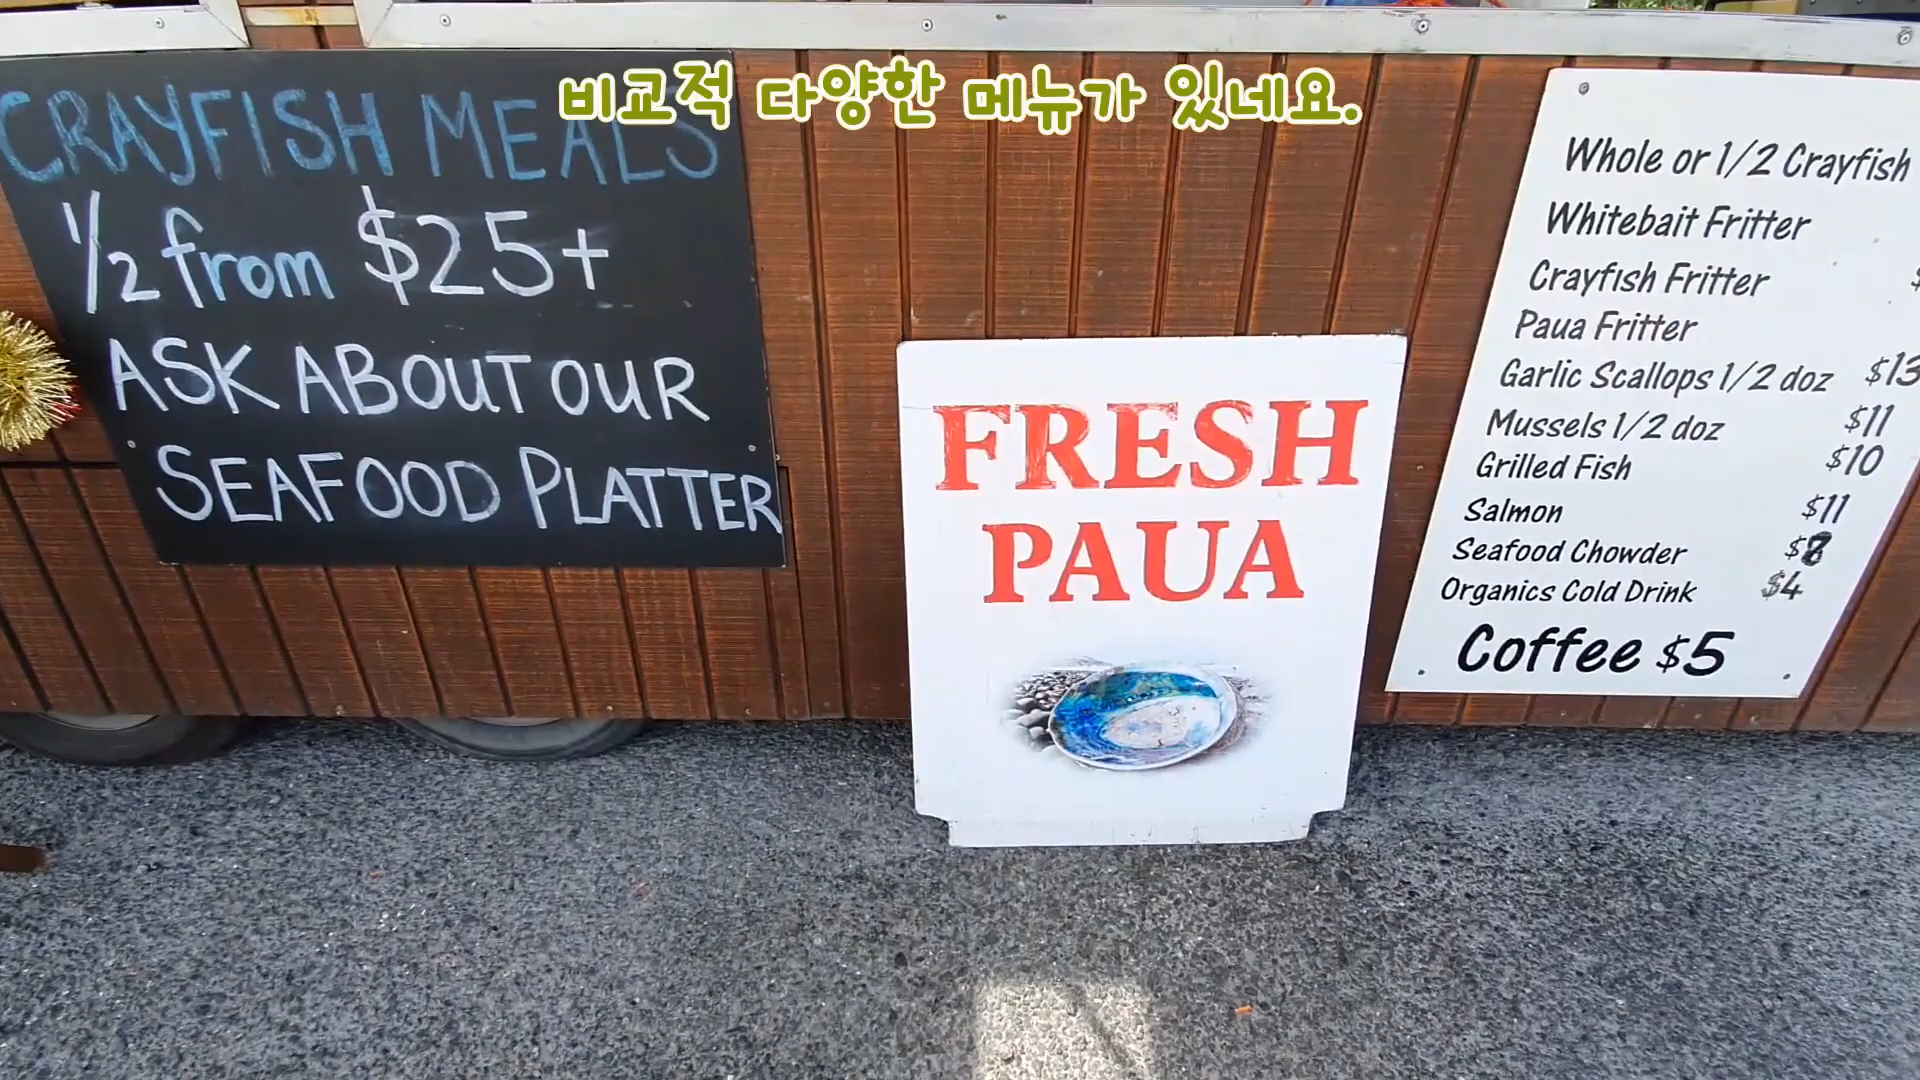 비교적 다양한 메뉴가 있네요.
CRAYFISH MEALS
1/2 from $25+
ASK ABOUT OUR
SEAFOOD PLATTER
FRESH
PAUA
Whole or 1/2 Crayfish
Whitebait Fritter
Crayfish Fritter $
Paua Fritter
Garlic Scallops 1/2 doz $13
Mussels 1/2 doz $11
Grilled Fish $10
Salmon $11
Seafood Chowder $8
Organics Cold Drink $4
Coffee $5